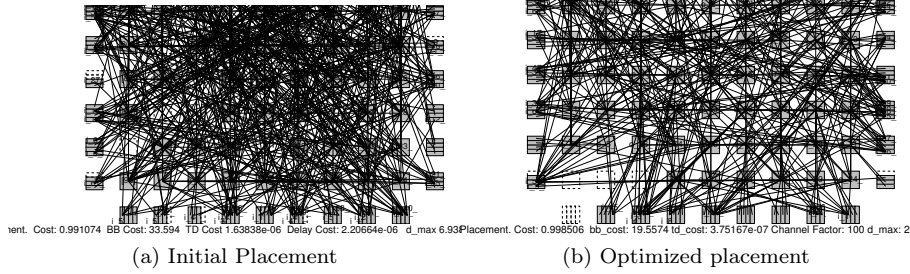 nent. Cost: 0.991074 BB Cost: 33.594 TD Cost 1.63838e-06 Delay Cost: 2.20664e-06 d_max 6.938
Placement. Cost: 0.998506 bb_cost: 19.5574 td_cost: 3.75167e-07 Channel Factor: 100 d_max: 2
(a) Initial Placement
(b) Optimized placement